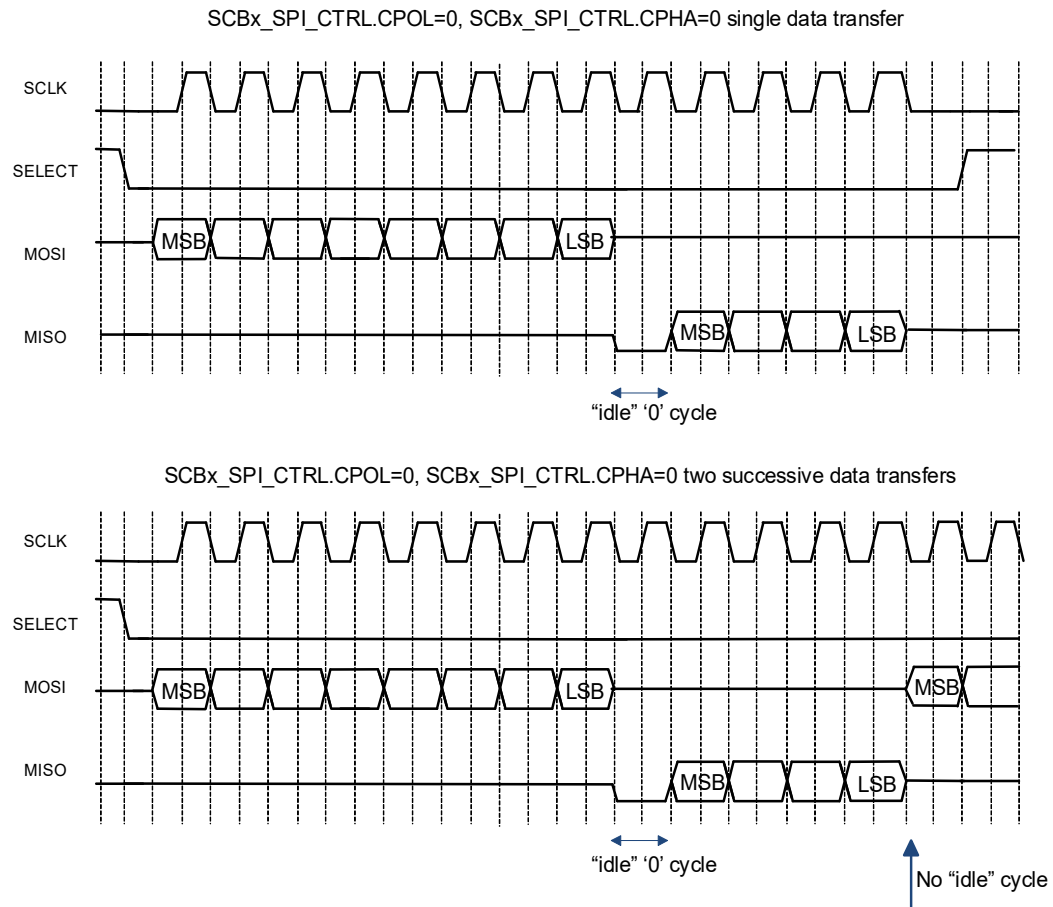 SCBx_SPI_CTRL.CPOL=0, SCBx_SPI_CTRL.CPHA=0 single data transfer
SCLK
SELECT
MOSI MSB LSB
MISO MSB LSB
“idle” ‘0’ cycle
SCBx_SPI_CTRL.CPOL=0, SCBx_SPI_CTRL.CPHA=0 two successive data transfers
SCLK
SELECT
MOSI MSB LSB MSB
MISO MSB LSB
“idle” ‘0’ cycle
No “idle” cycle